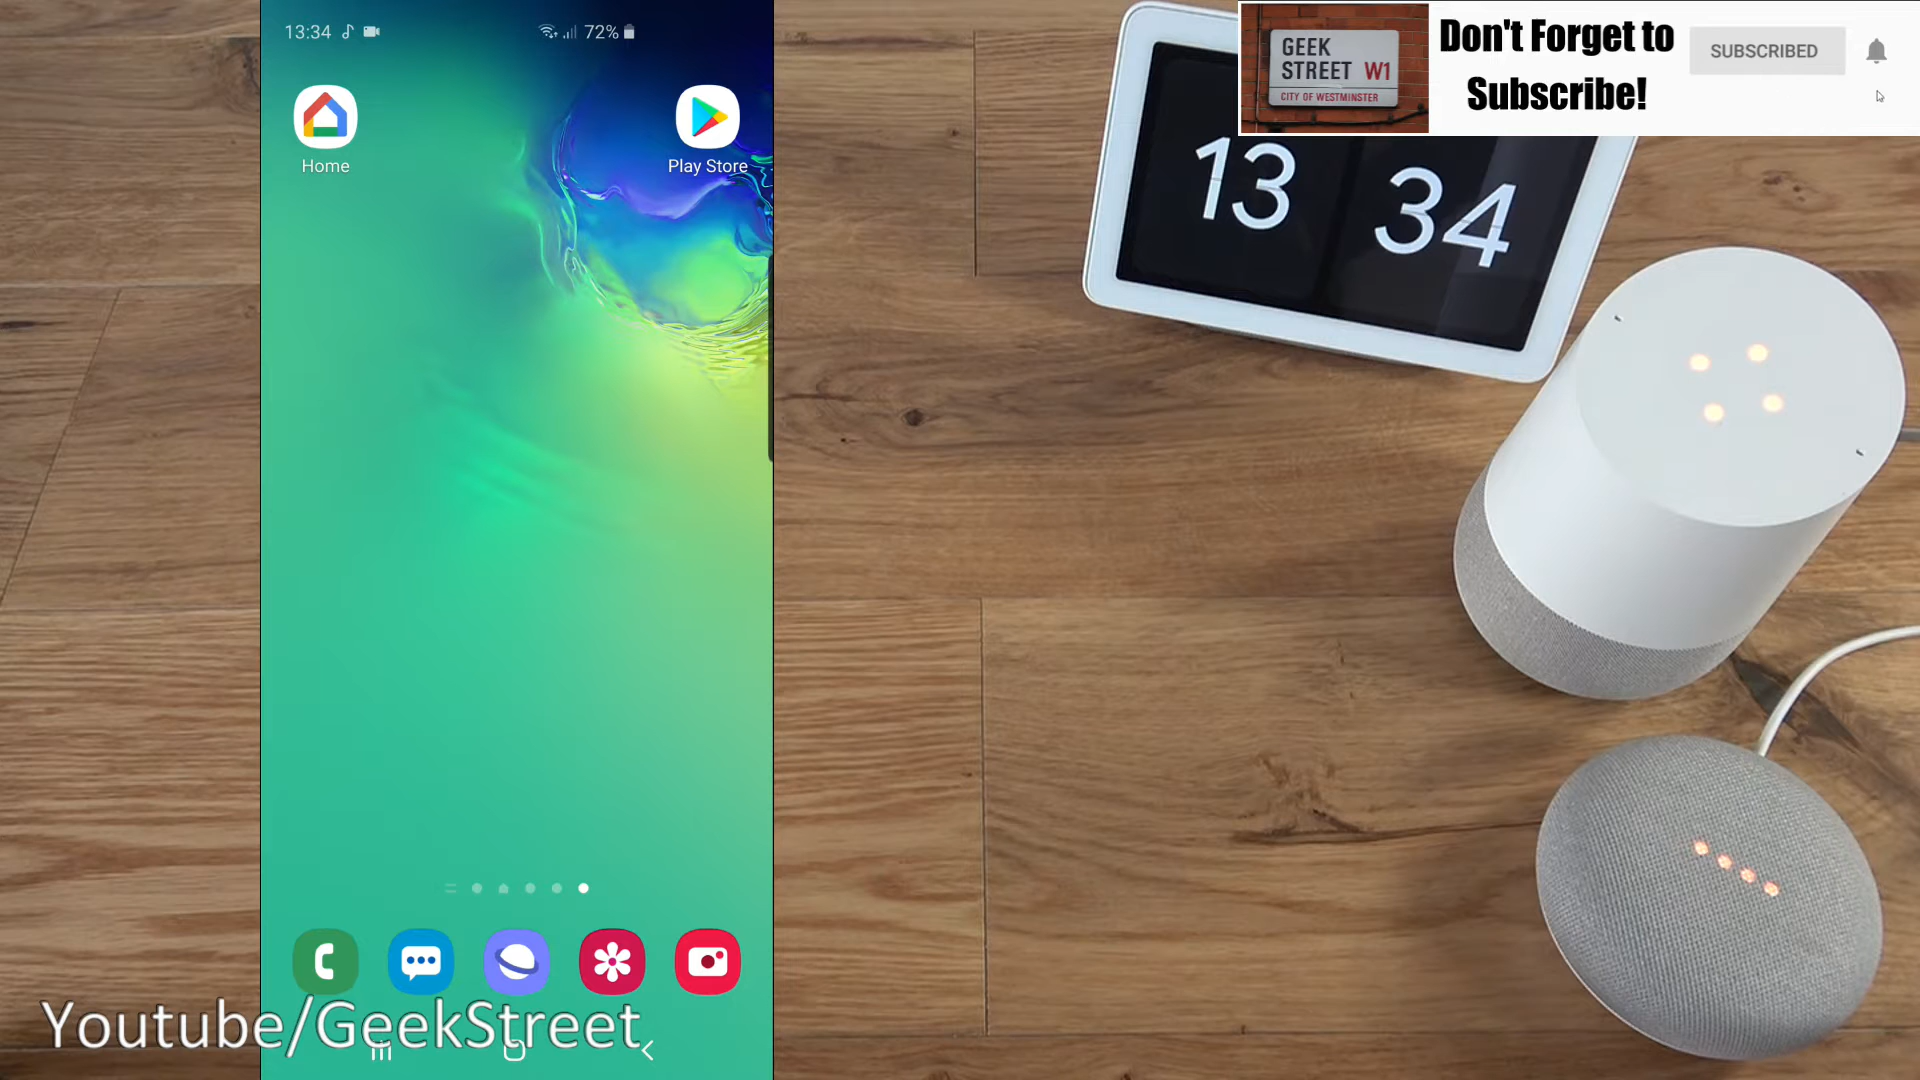 13:34
72%
Home
Play Store
13 34
GEEK
STREET W1
CITY OF WESTMINSTER
Don't Forget to
Subscribe!
SUBSCRIBED
Youtube/GeekStreet